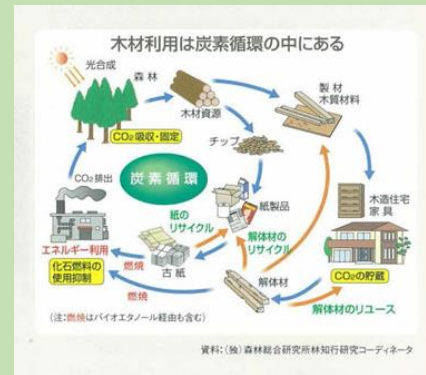 木材利用は炭素循環の中にある
光合成
森 林
木材資源
製 材
木質材料
CO₂吸収・固定
チップ
CO₂排出
炭素循環
紙製品
木造住宅
家 具
紙の
リサイクル
解体材の
リサイクル
エネルギー利用
燃焼
古 紙
CO₂の貯蔵
化石燃料の
使用抑制
燃焼
解体材
解体材のリユース
(注:燃焼はバイオエタノール経由も含む)
資料:(独)森林総合研究所林知行研究コーディネータ